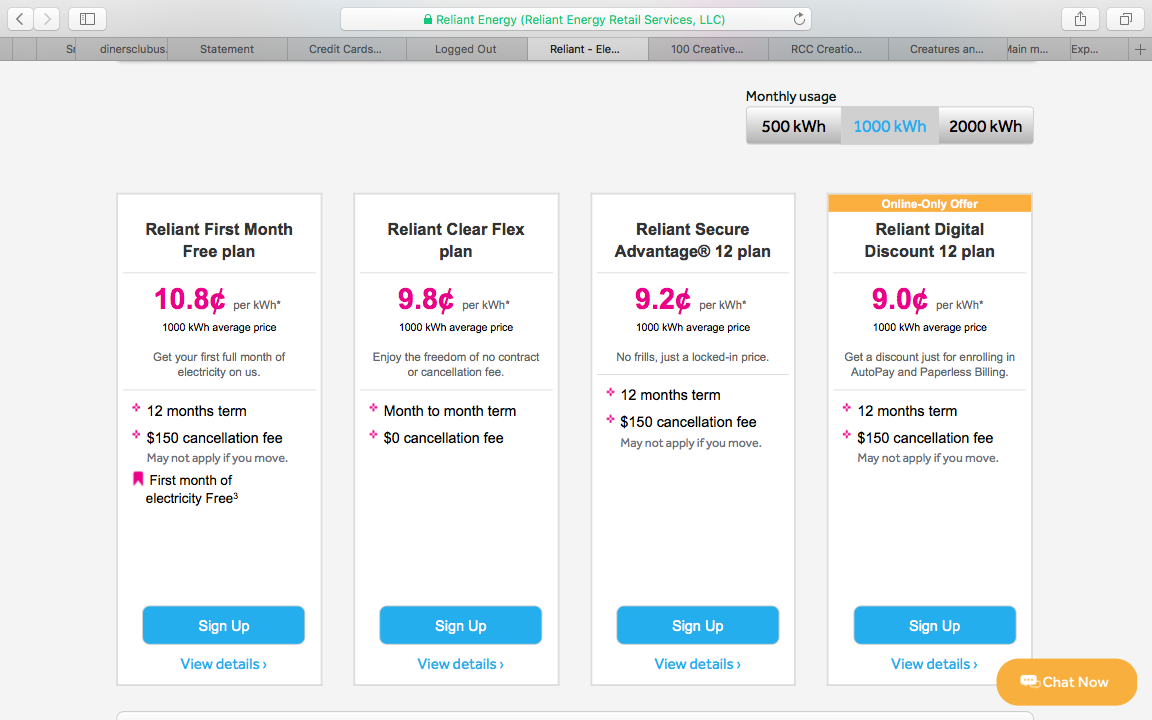 Reliant Energy (Reliant Energy Retail Services, LLC)
dinersclubus.
Statement
Credit Cards...
Logged Out
Reliant - Ele...
100 Creative...
RCC Creatio...
Creatures an...
Main m...
Exp...
Monthly usage
500 kWh
1000 kWh
2000 kWh
Reliant First Month
Free plan
10.8¢ per kWh*
1000 kWh average price
Get your first full month of
electricity on us.
12 months term
$150 cancellation fee
May not apply if you move.
First month of
electricity Free³
Sign Up
View details ›
Reliant Clear Flex
plan
9.8¢ per kWh*
1000 kWh average price
Enjoy the freedom of no contract
or cancellation fee.
Month to month term
$0 cancellation fee
Sign Up
View details ›
Reliant Secure
Advantage® 12 plan
9.2¢ per kWh*
1000 kWh average price
No frills, just a locked-in price.
12 months term
$150 cancellation fee
May not apply if you move.
Sign Up
View details ›
Online-Only Offer
Reliant Digital
Discount 12 plan
9.0¢ per kWh*
1000 kWh average price
Get a discount just for enrolling in
AutoPay and Paperless Billing.
12 months term
$150 cancellation fee
May not apply if you move.
Sign Up
View details ›
Chat Now